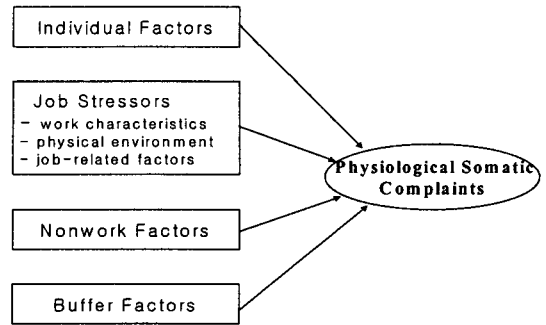 Individual Factors
Job Stressors
- work characteristics
- physical environment
- job-related factors
Physiological Somatic
Complaints
Nonwork Factors
Buffer Factors